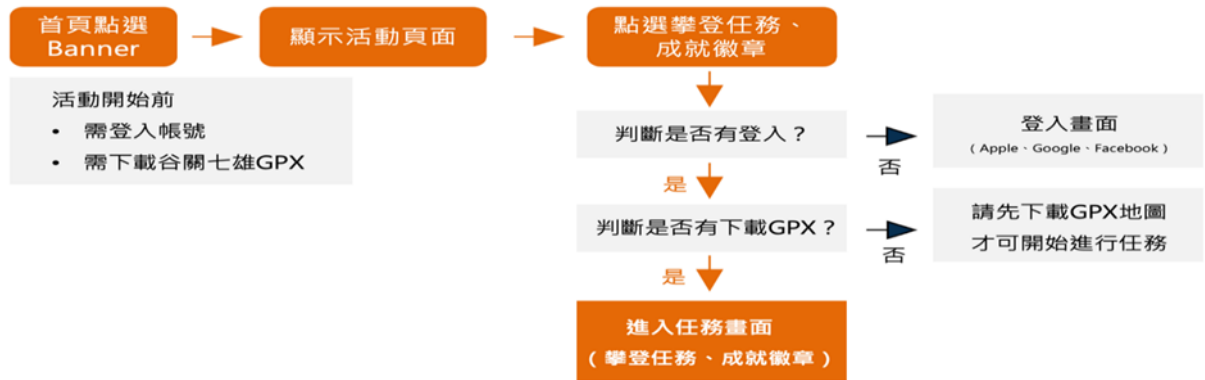 首頁點選
Banner
顯示活動頁面
點選攀登任務、
成就徽章
活動開始前
• 需登入帳號
• 需下載谷關七雄GPX
判斷是否有登入？
否
登入畫面
（Apple、Google、Facebook）
是
判斷是否有下載GPX？
否
請先下載GPX地圖
才可開始進行任務
是
進入任務畫面
（攀登任務、成就徽章）